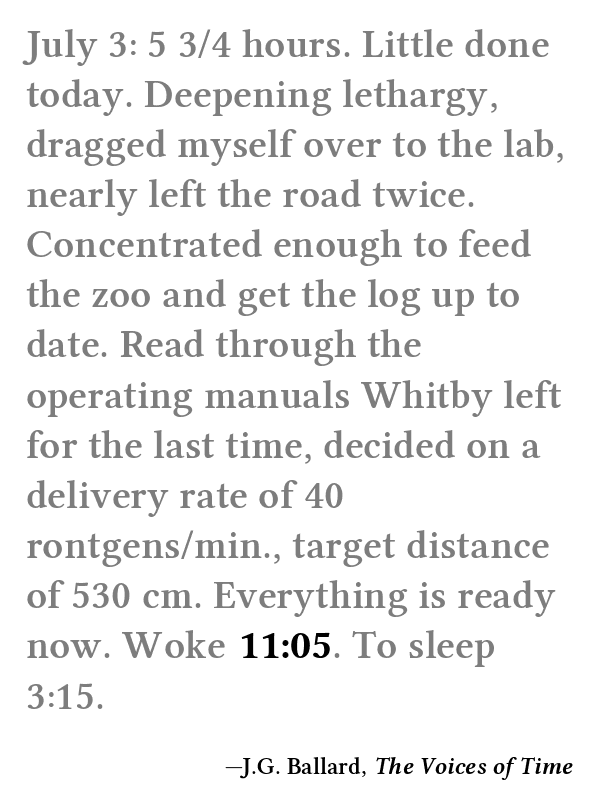 July 3: 5 3/4 hours. Little done
today. Deepening lethargy,
dragged myself over to the lab,
nearly left the road twice.
Concentrated enough to feed
the zoo and get the log up to
date. Read through the
operating manuals Whitby left
for the last time, decided on a
delivery rate of 40
rontgens/min., target distance
of 530 cm. Everything is ready
now. Woke 11:05. To sleep
3:15.
—J.G. Ballard, The Voices of Time